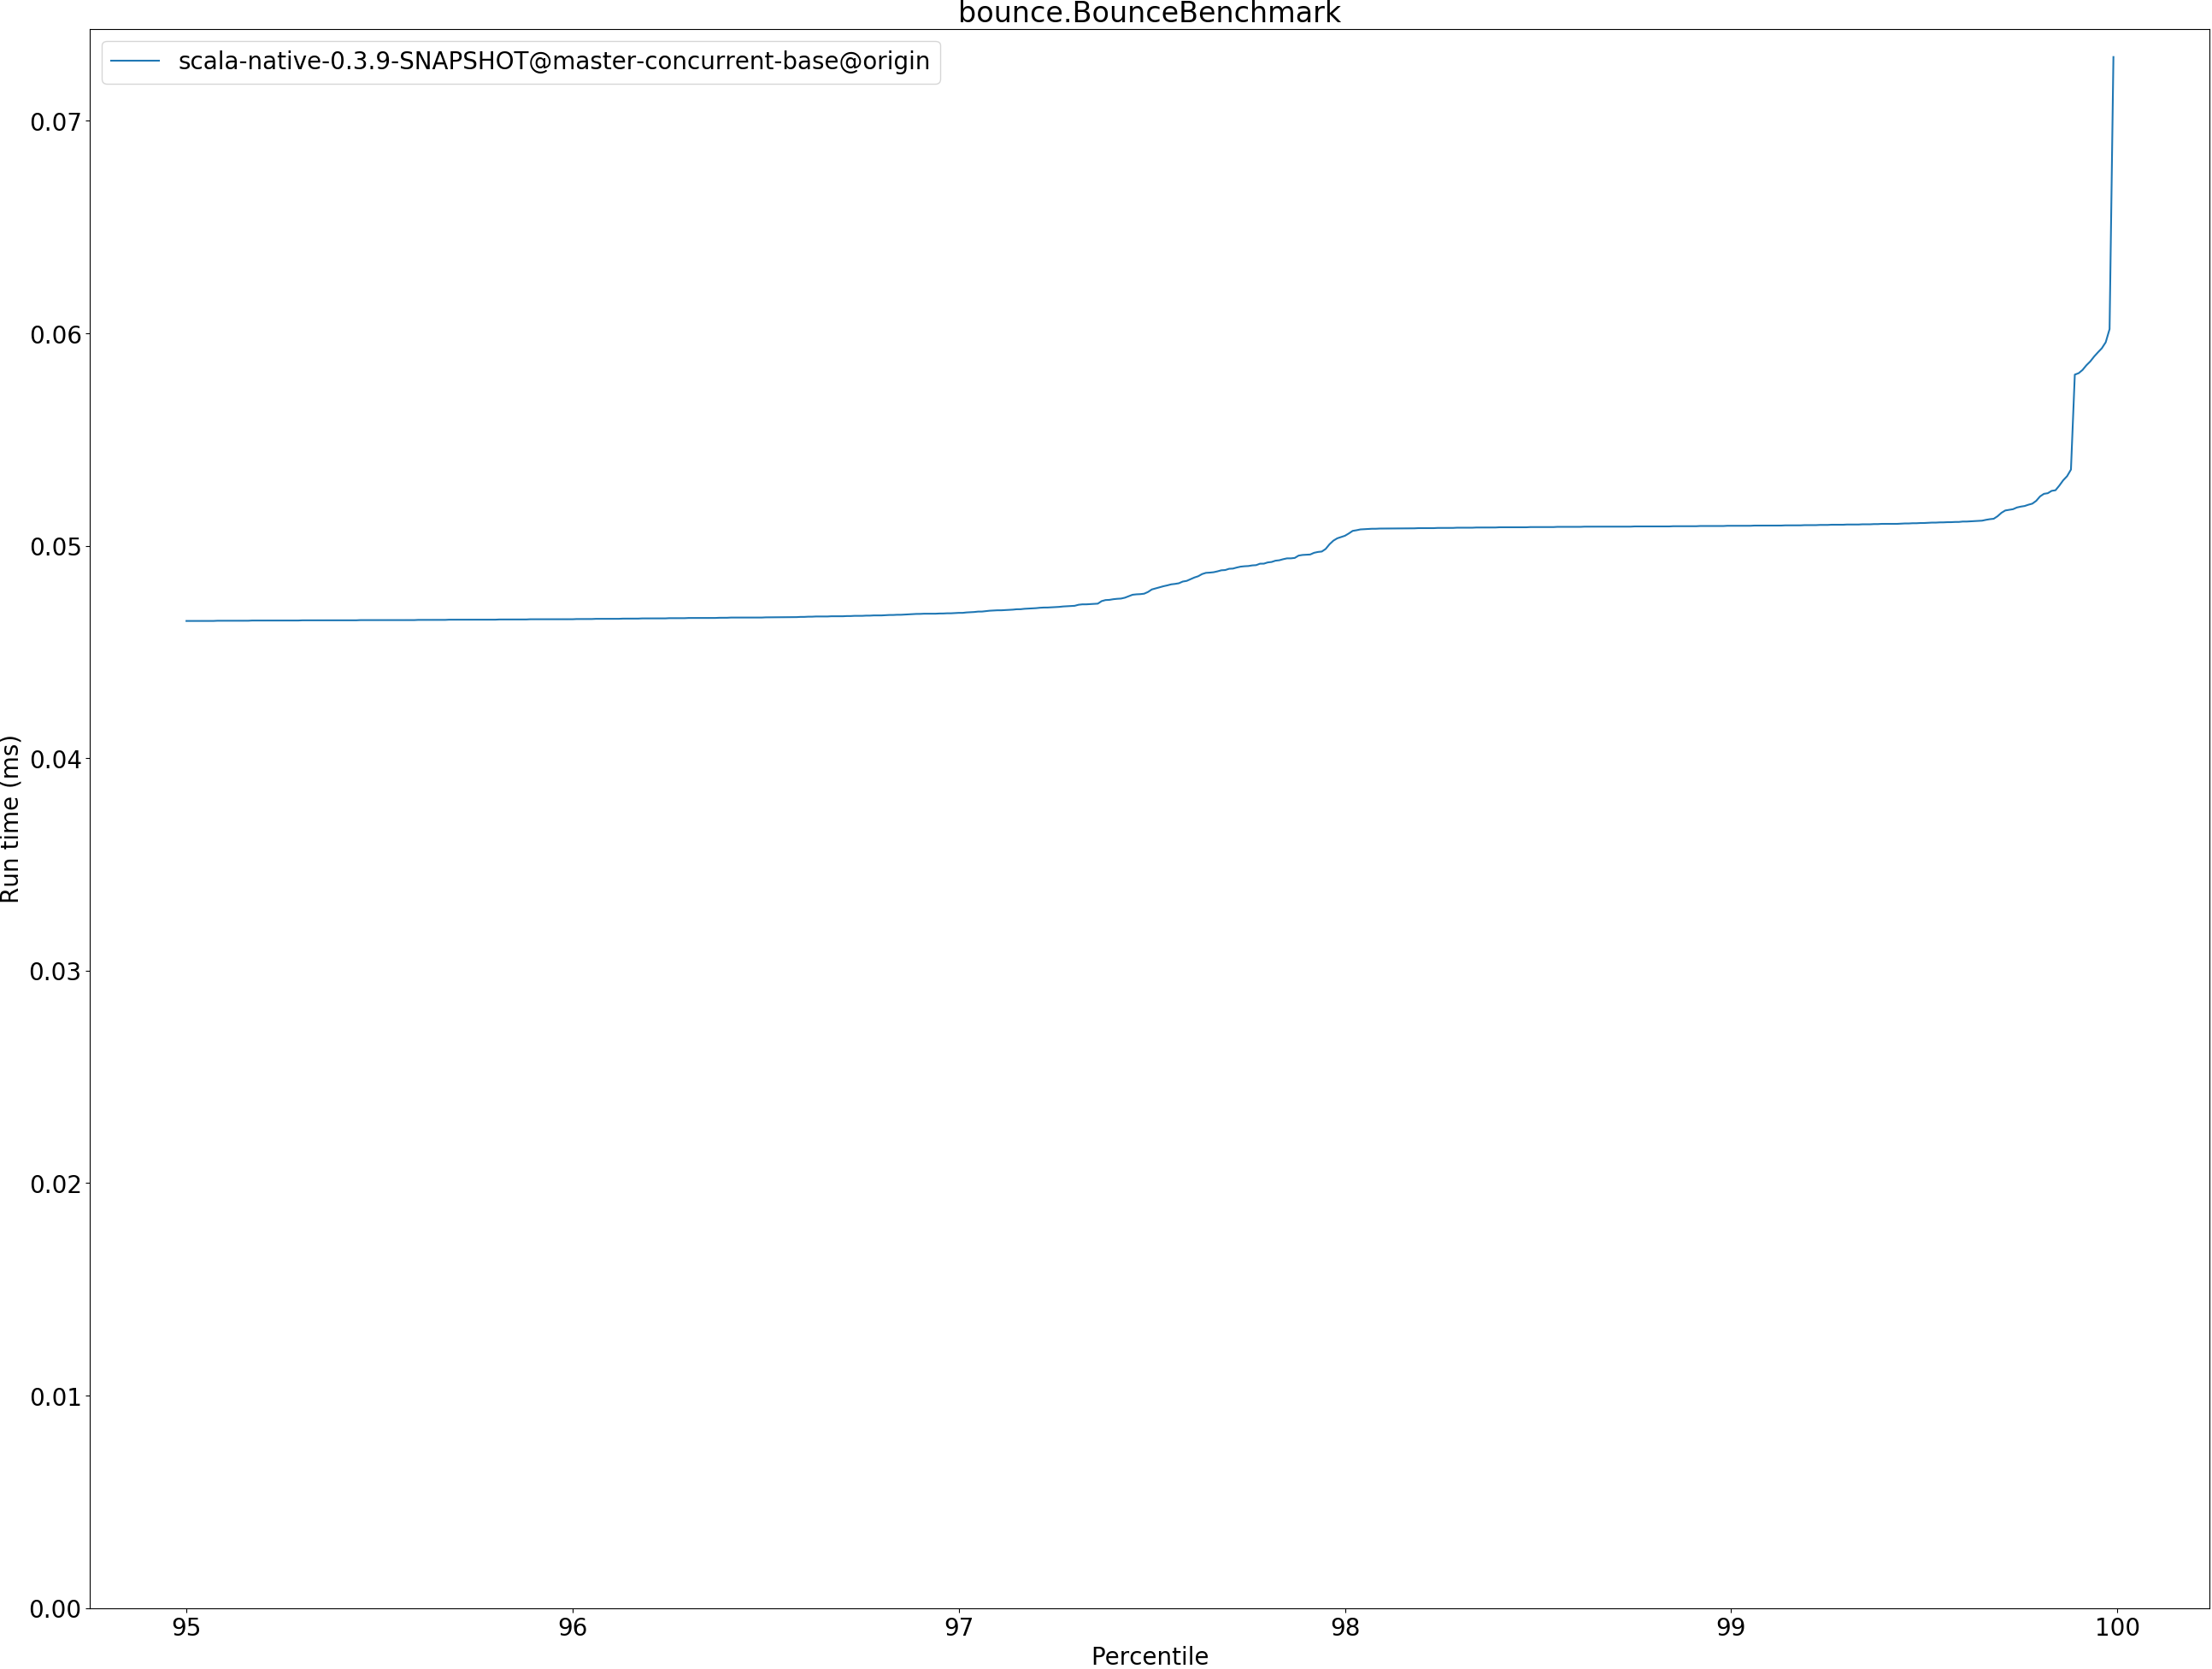 bounce.BounceBenchmark
scala-native-0.3.9-SNAPSHOT@master-concurrent-base@origin
0.07
0.06
0.05
0.04
0.03
0.02
0.01
0.00
Run time (ms)
95 96 97 98 99 100
Percentile